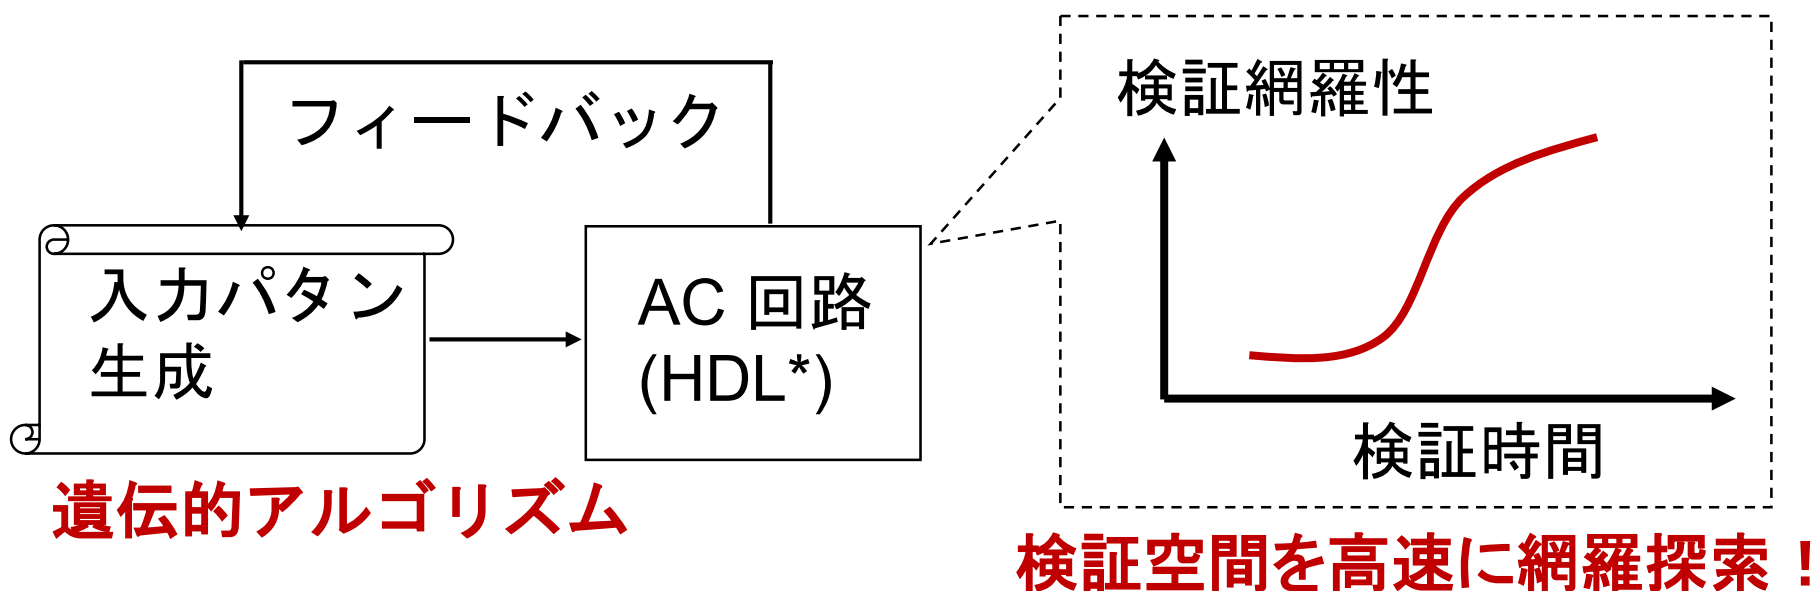 フィードバック
入力パタン
生成
AC 回路
(HDL*)
遺伝的アルゴリズム
検証網羅性
検証時間
検証空間を高速に網羅探索！